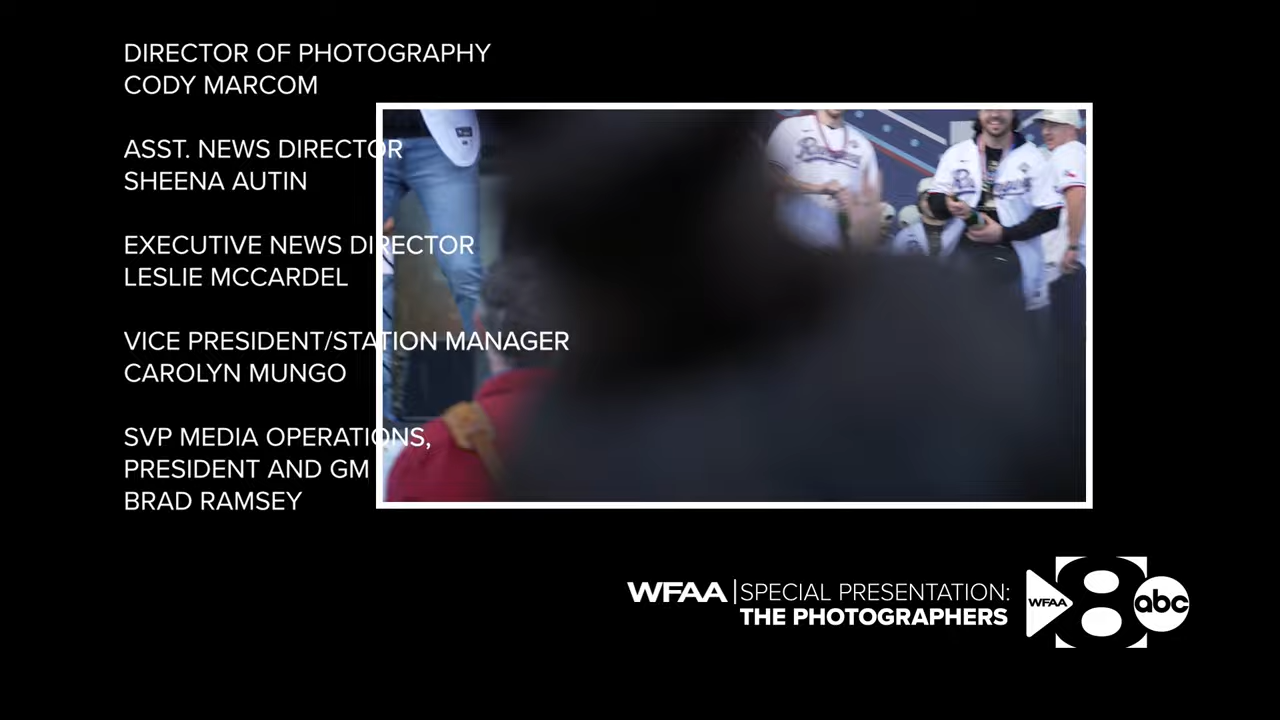 DIRECTOR OF PHOTOGRAPHY
CODY MARCOM
ASST. NEWS DIRECTOR
SHEENA AUTIN
EXECUTIVE NEWS DIRECTOR
LESLIE MCCARDEL
VICE PRESIDENT/STATION MANAGER
CAROLYN MUNGO
SVP MEDIA OPERATIONS,
PRESIDENT AND GM
BRAD RAMSEY
Rangers
WFAA | SPECIAL PRESENTATION:
THE PHOTOGRAPHERS
WFAA 8 abc